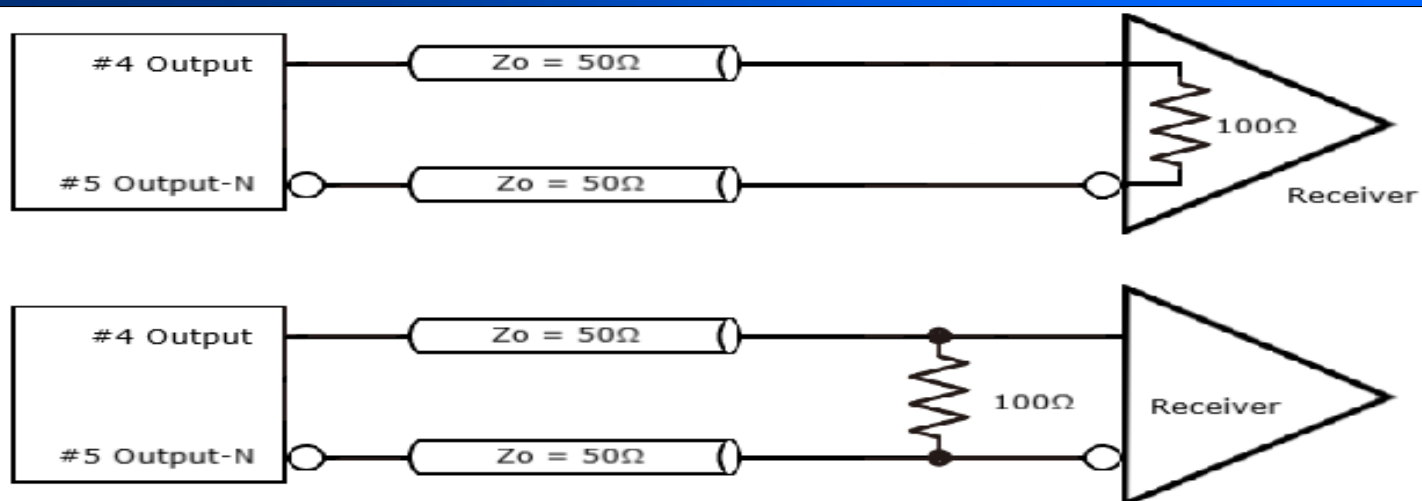 #4 Output
Zo = 50Ω
100Ω
#5 Output-N
Zo = 50Ω
Receiver
#4 Output
Zo = 50Ω
100Ω
Receiver
#5 Output-N
Zo = 50Ω